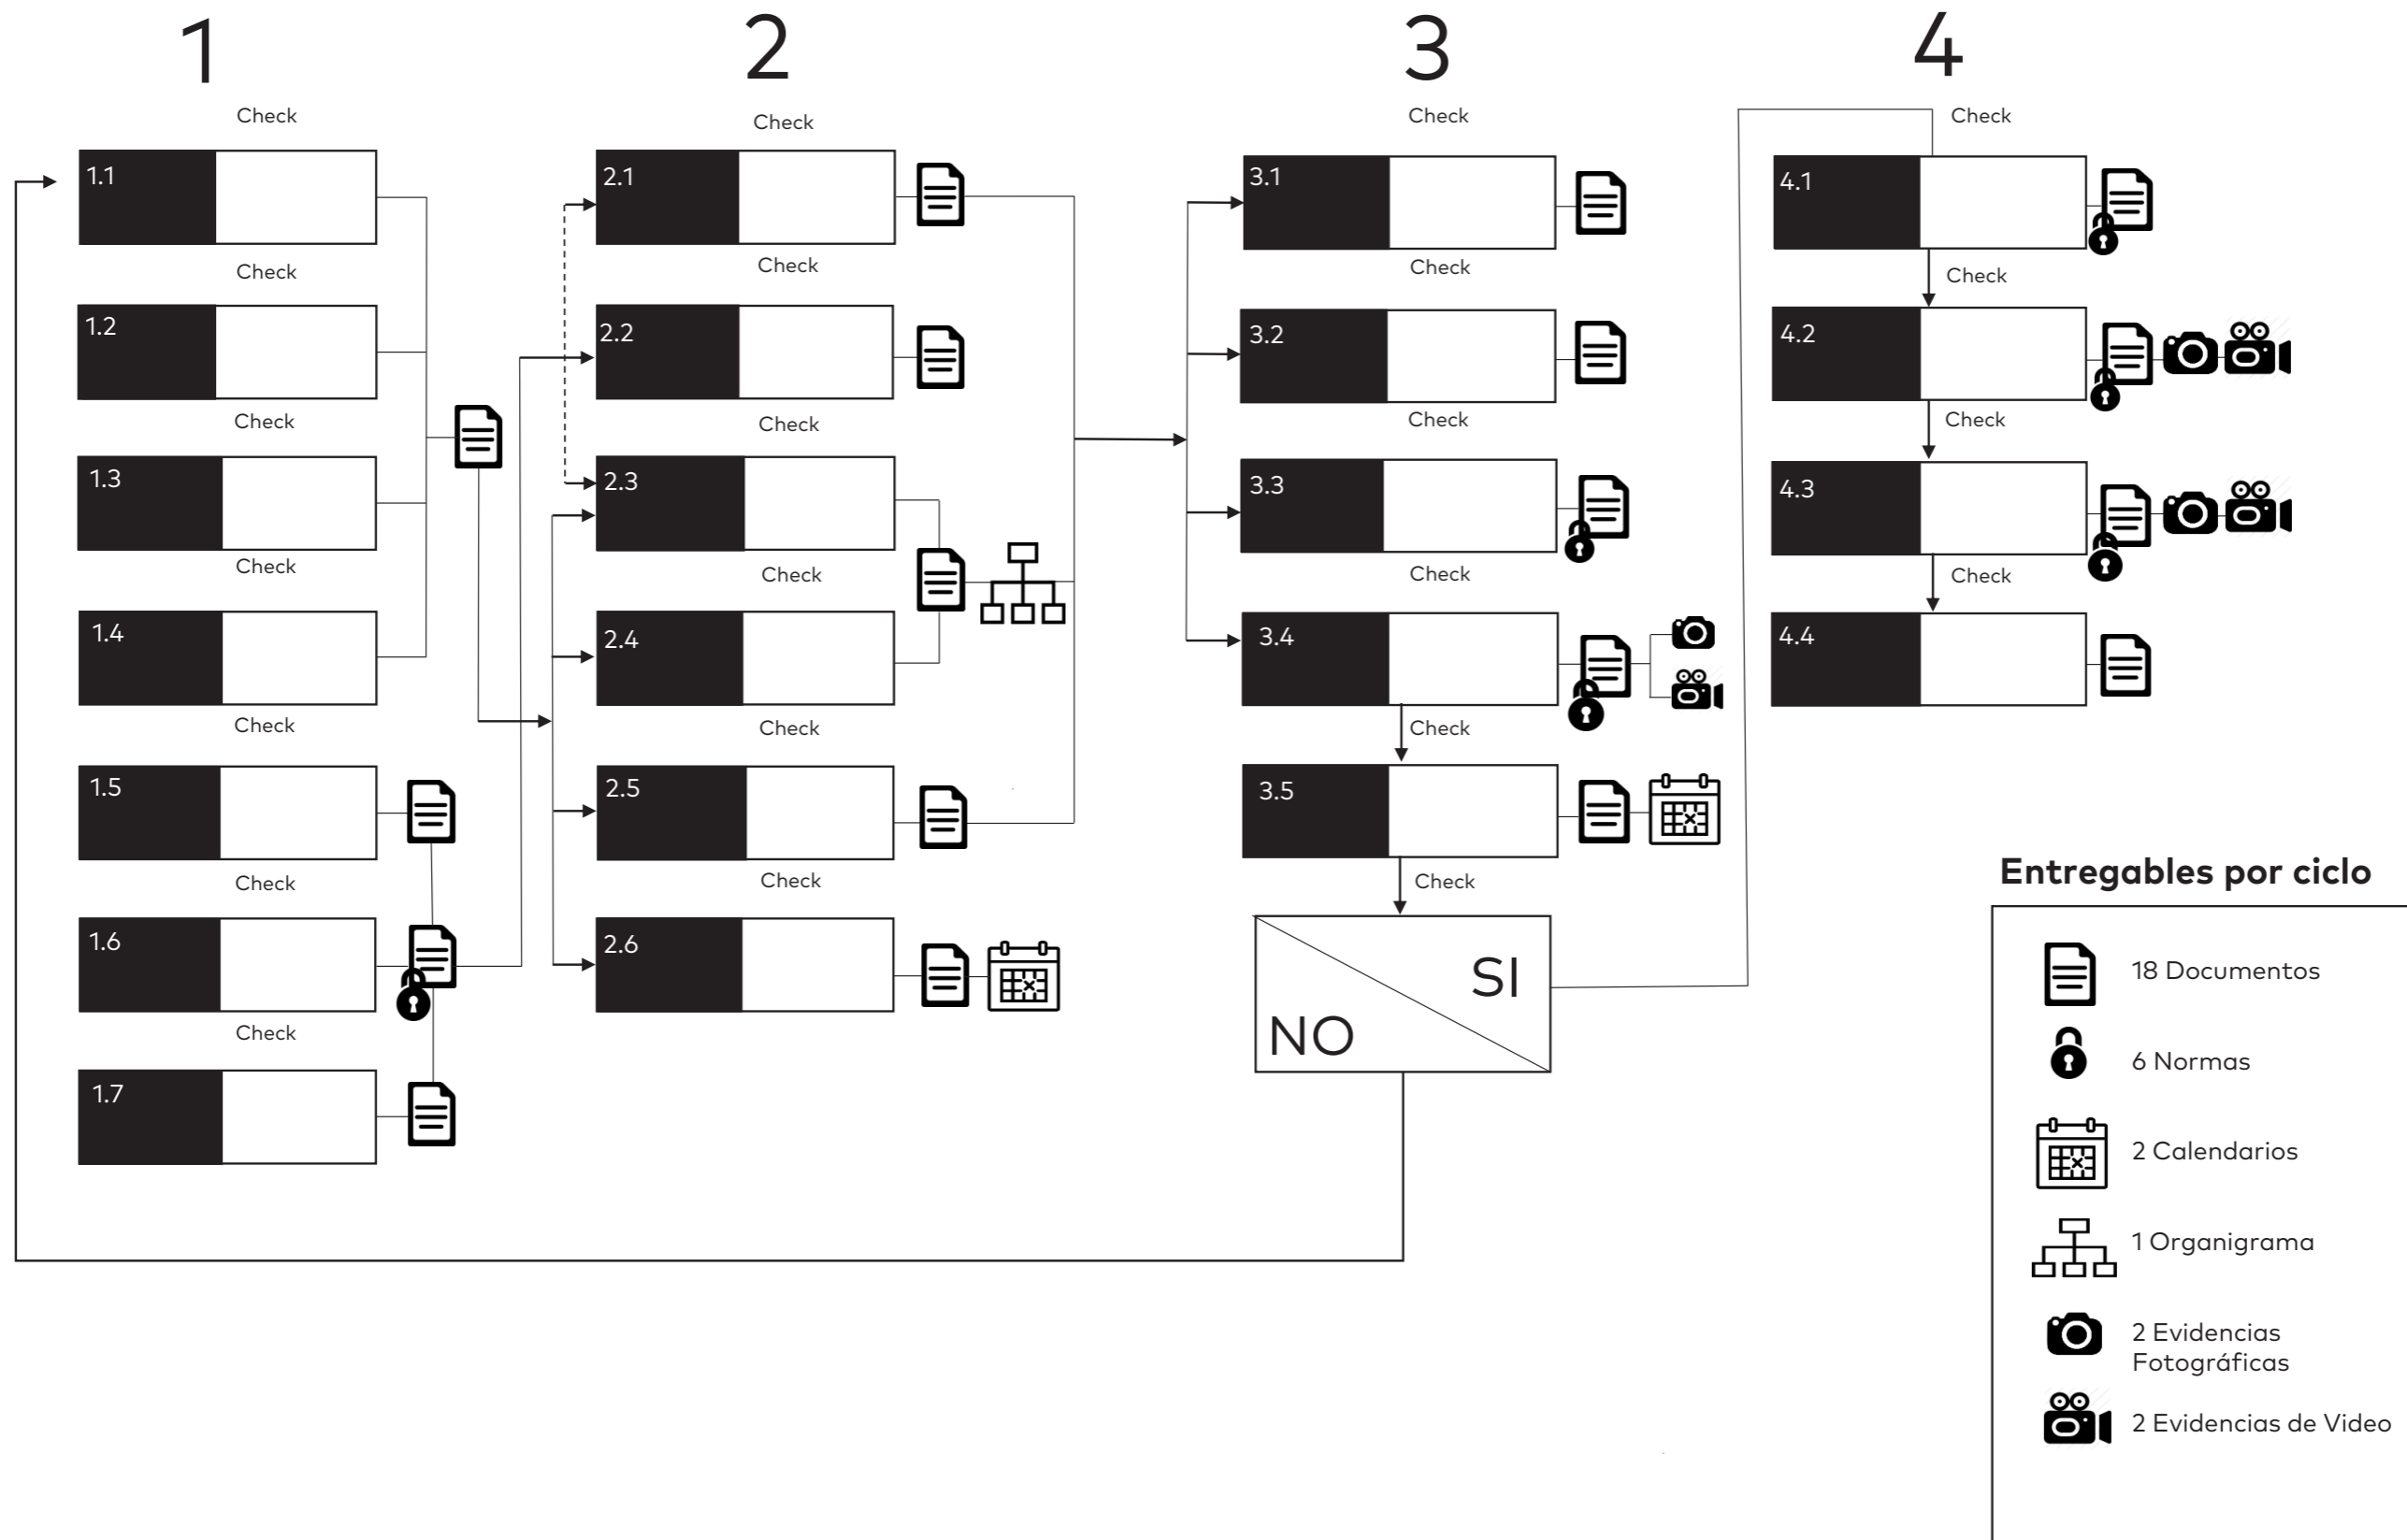 1
Check
1.1
Check
1.2
Check
1.3
Check
1.4
Check
1.5
Check
1.6
Check
1.7
2
Check
2.1
Check
2.2
Check
2.3
Check
2.4
Check
2.5
Check
2.6
3
Check
3.1
Check
3.2
Check
3.3
Check
3.4
Check
3.5
Check
SI
NO
4
Check
4.1
Check
4.2
Check
4.3
Check
4.4
Entregables por ciclo
18 Documentos
6 Normas
2 Calendarios
1 Organigrama
2 Evidencias
Fotográficas
2 Evidencias de Video